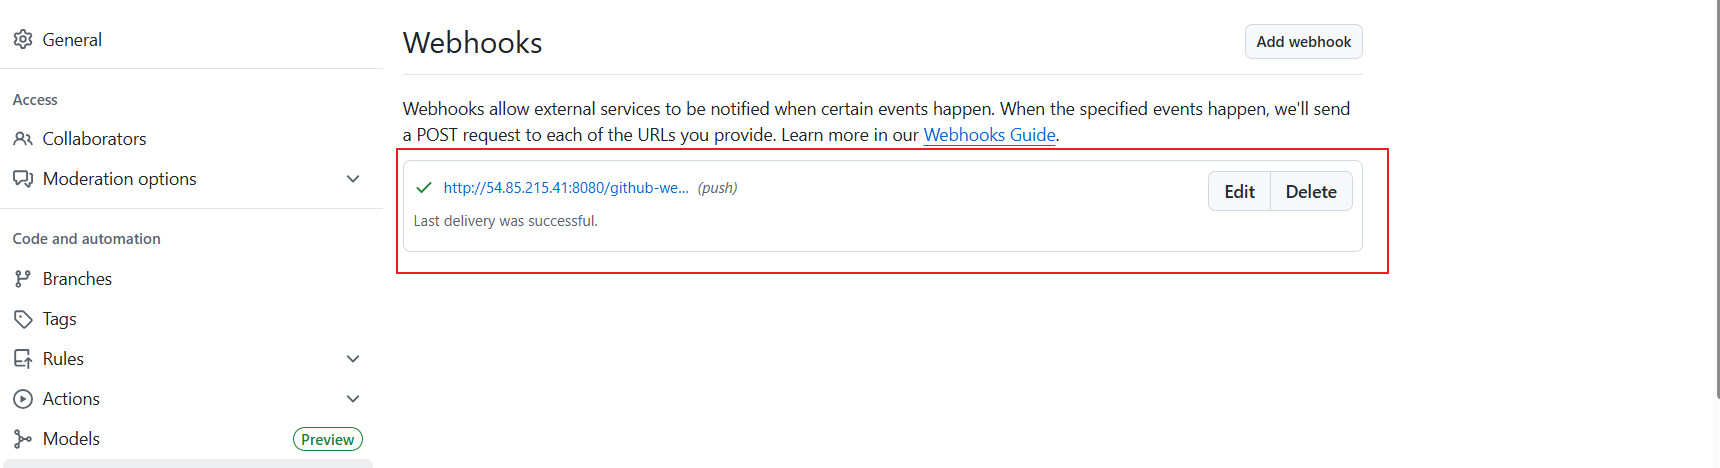 General
Access
Collaborators
Moderation options
Code and automation
Branches
Tags
Rules
Actions
Models Preview
Webhooks
Add webhook
Webhooks allow external services to be notified when certain events happen. When the specified events happen, we'll send
a POST request to each of the URLs you provide. Learn more in our Webhooks Guide.
http://54.85.215.41:8080/github-we... (push)
Edit Delete
Last delivery was successful.